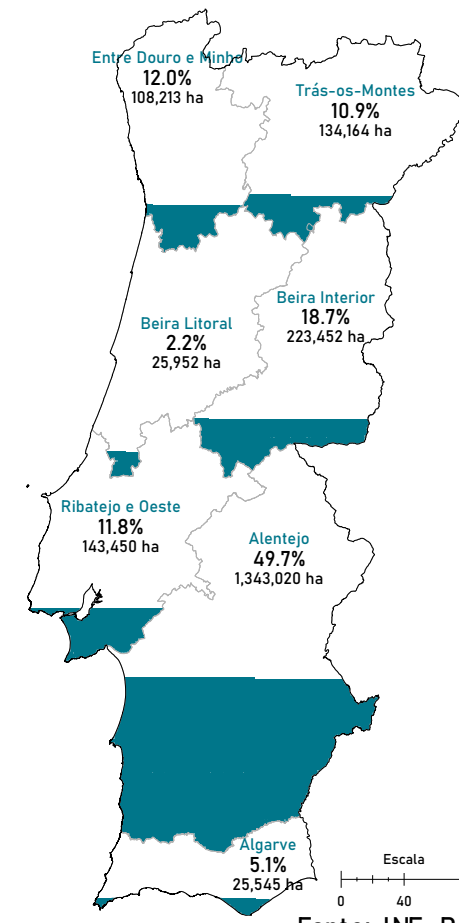 Entre Douro e Minho
12.0%
108,213 ha
Trás-os-Montes
10.9%
134,164 ha
Beira Interior
18.7%
223,452 ha
Beira Litoral
2.2%
25,952 ha
Ribatejo e Oeste
11.8%
143,450 ha
Alentejo
49.7%
1,343,020 ha
Algarve
5.1%
25,545 ha
Escala
0 40